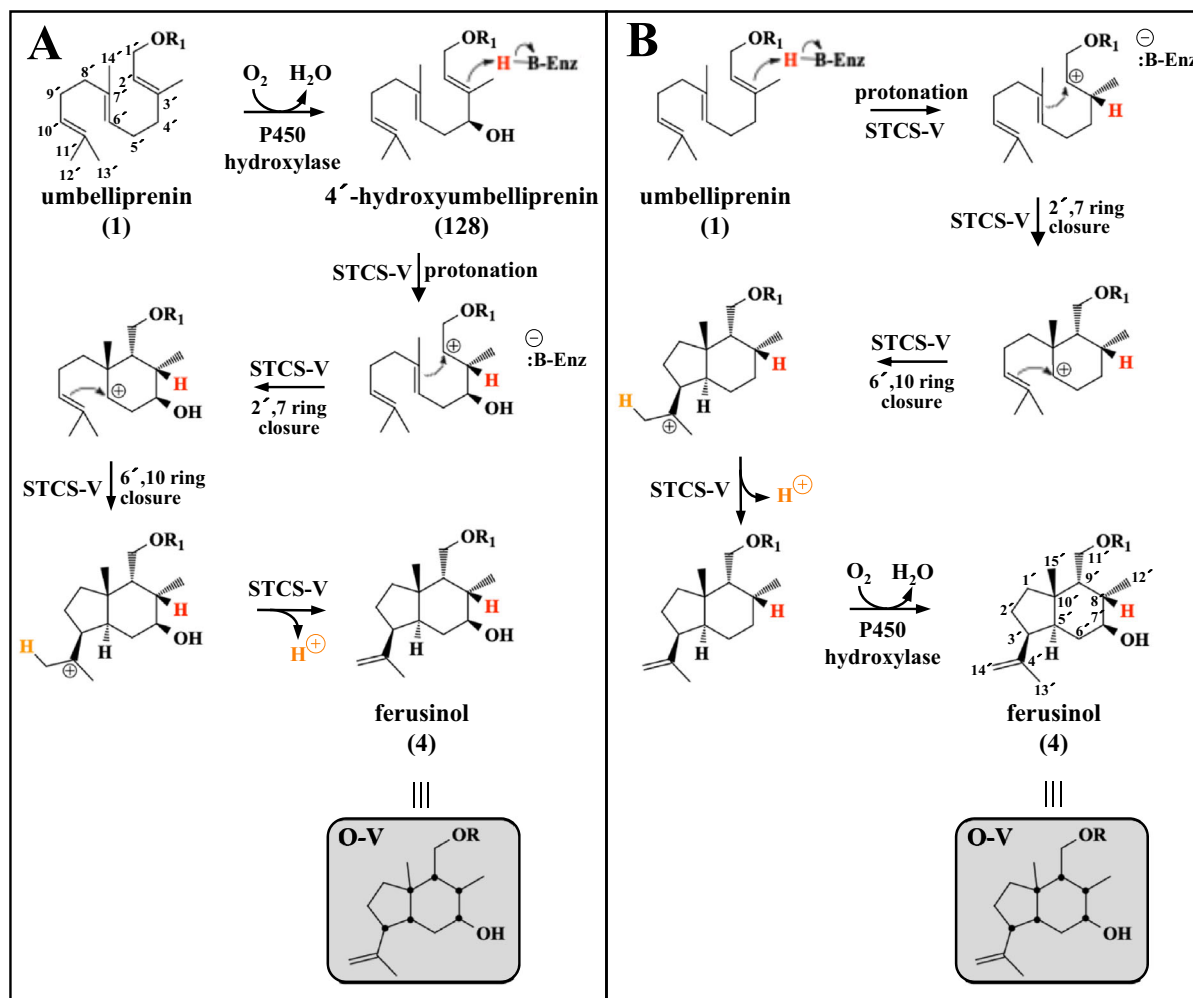 A
OR₁
1´
14´
8´
2´
9´
7´
3´
10´
6´
4´
5´
11´
12´
13´
umbelliprenin
(1)
O₂ H₂O
P450
hydroxylase
OR₁
H B-Enz
OH
4´-hydroxyumbelliprenin
(128)
STCS-V protonation
OR₁
⊕
H
OH
⊖
:B-Enz
STCS-V
2´,7 ring
closure
OR₁
⊕
H
OH
STCS-V 6´,10 ring
closure
OR₁
H
OH
H
H
⊕
STCS-V
H⊕
OR₁
H
OH
H
ferusinol
(4)
O-V
OR
OH
B
OR₁
H B-Enz
umbelliprenin
(1)
protonation
STCS-V
OR₁
⊕
H
⊖
:B-Enz
STCS-V 2´,7 ring
closure
OR₁
⊕
H
STCS-V
6´,10 ring
closure
OR₁
H
H
H
⊕
STCS-V
H⊕
OR₁
H
H
O₂ H₂O
P450
hydroxylase
OR₁
15´
11´
1´
9´
12´
10´
8´
H
2´
5´
7´
6´
OH
3´
H
4´
14´
13´
ferusinol
(4)
O-V
OR
OH